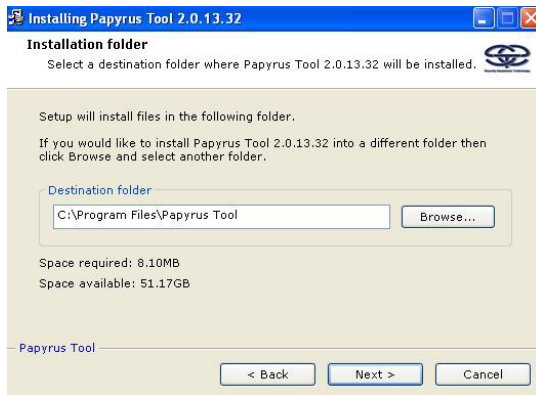 Installing Papyrus Tool 2.0.13.32
Installation folder
Select a destination folder where Papyrus Tool 2.0.13.32 will be installed.
Setup will install files in the following folder.
If you would like to install Papyrus Tool 2.0.13.32 into a different folder then
click Browse and select another folder.
Destination folder
C:\Program Files\Papyrus Tool
Browse...
Space required: 8.10MB
Space available: 51.17GB
Papyrus Tool
< Back
Next >
Cancel